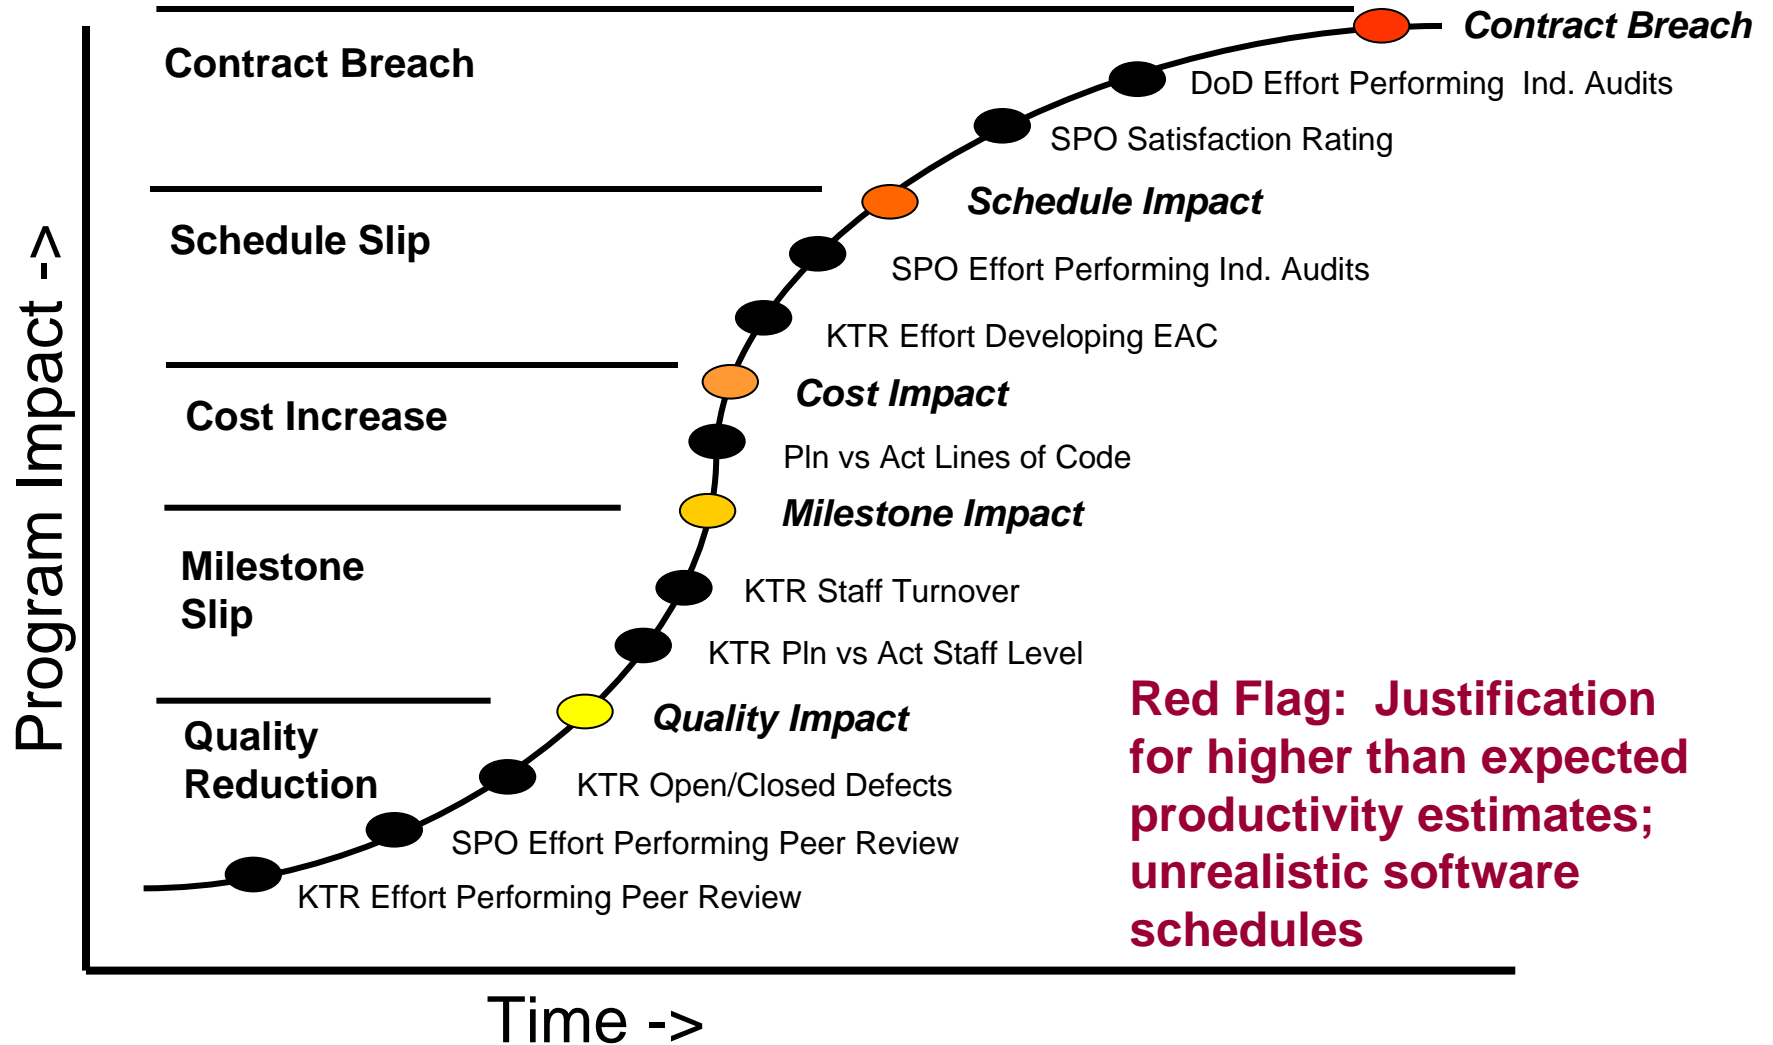 Contract Breach
Contract Breach
DoD Effort Performing  Ind. Audits
SPO Satisfaction Rating
Schedule Impact
Schedule Slip
SPO Effort Performing Ind. Audits
KTR Effort Developing EAC
Cost Impact
Cost Increase
Pln vs Act Lines of Code
Milestone Impact
Milestone
Slip
KTR Staff Turnover
KTR Pln vs Act Staff Level
Quality Impact
Quality
Reduction
KTR Open/Closed Defects
SPO Effort Performing Peer Review
KTR Effort Performing Peer Review
Red Flag:  Justification
for higher than expected
productivity estimates;
unrealistic software
schedules
Program Impact ->
Time ->